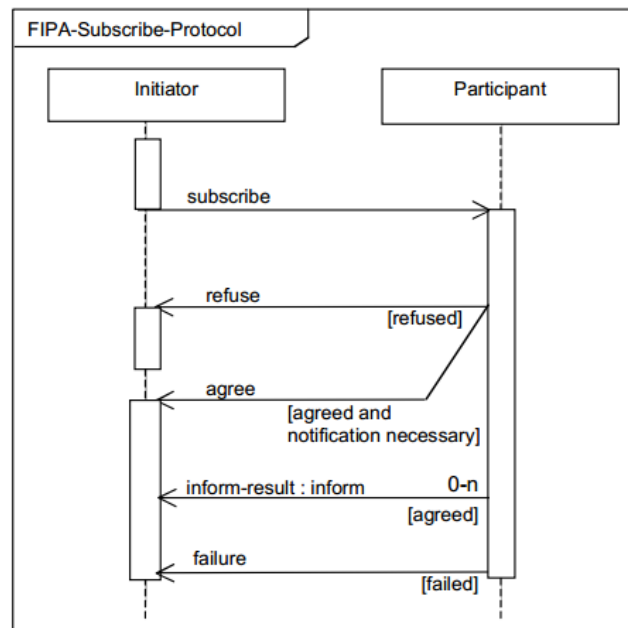 FIPA-Subscribe-Protocol
Initiator
Participant
subscribe
refuse
[refused]
agree
[agreed and
notification necessary]
inform-result : inform
0-n
[agreed]
failure
[failed]